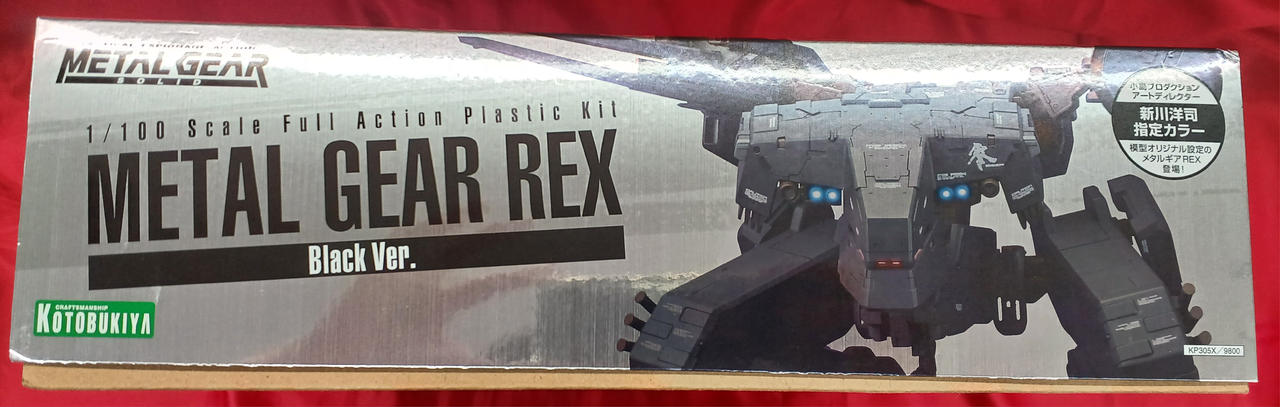 METAL GEAR
SOLID
1/100 Scale Full Action Plastic Kit
METAL GEAR REX
Black Ver.
CRAFTSMANSHIP
KOTOBUKIYA
小島プロダクション
アートディレクター
新川洋司
指定カラー
模型オリジナル設定の
メタルギアREX
登場!
KP305X/9800